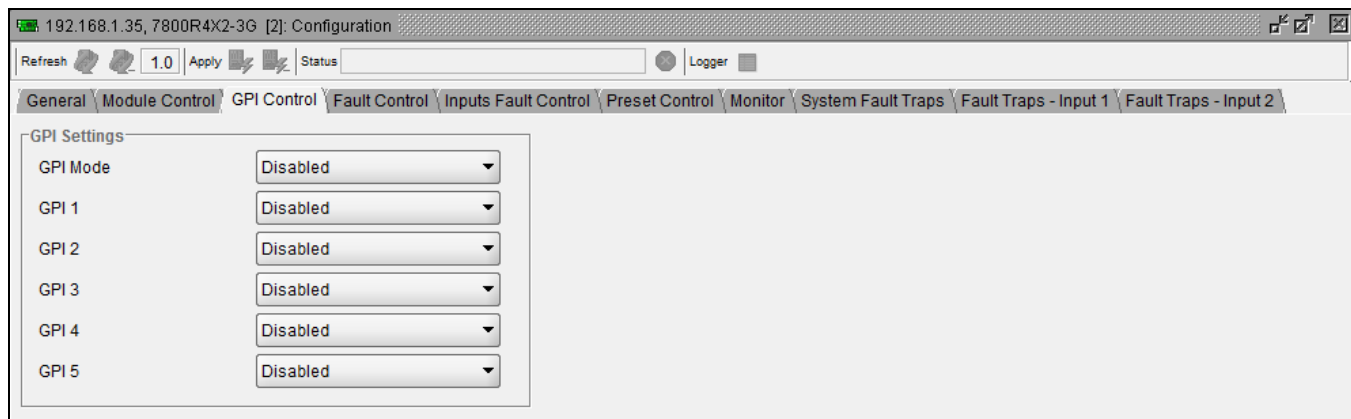 192.168.1.35, 7800R4X2-3G [2]: Configuration
Refresh 1.0 Apply Status Logger
General Module Control GPI Control Fault Control Inputs Fault Control Preset Control Monitor System Fault Traps Fault Traps - Input 1 Fault Traps - Input 2
GPI Settings
GPI Mode Disabled
GPI 1 Disabled
GPI 2 Disabled
GPI 3 Disabled
GPI 4 Disabled
GPI 5 Disabled